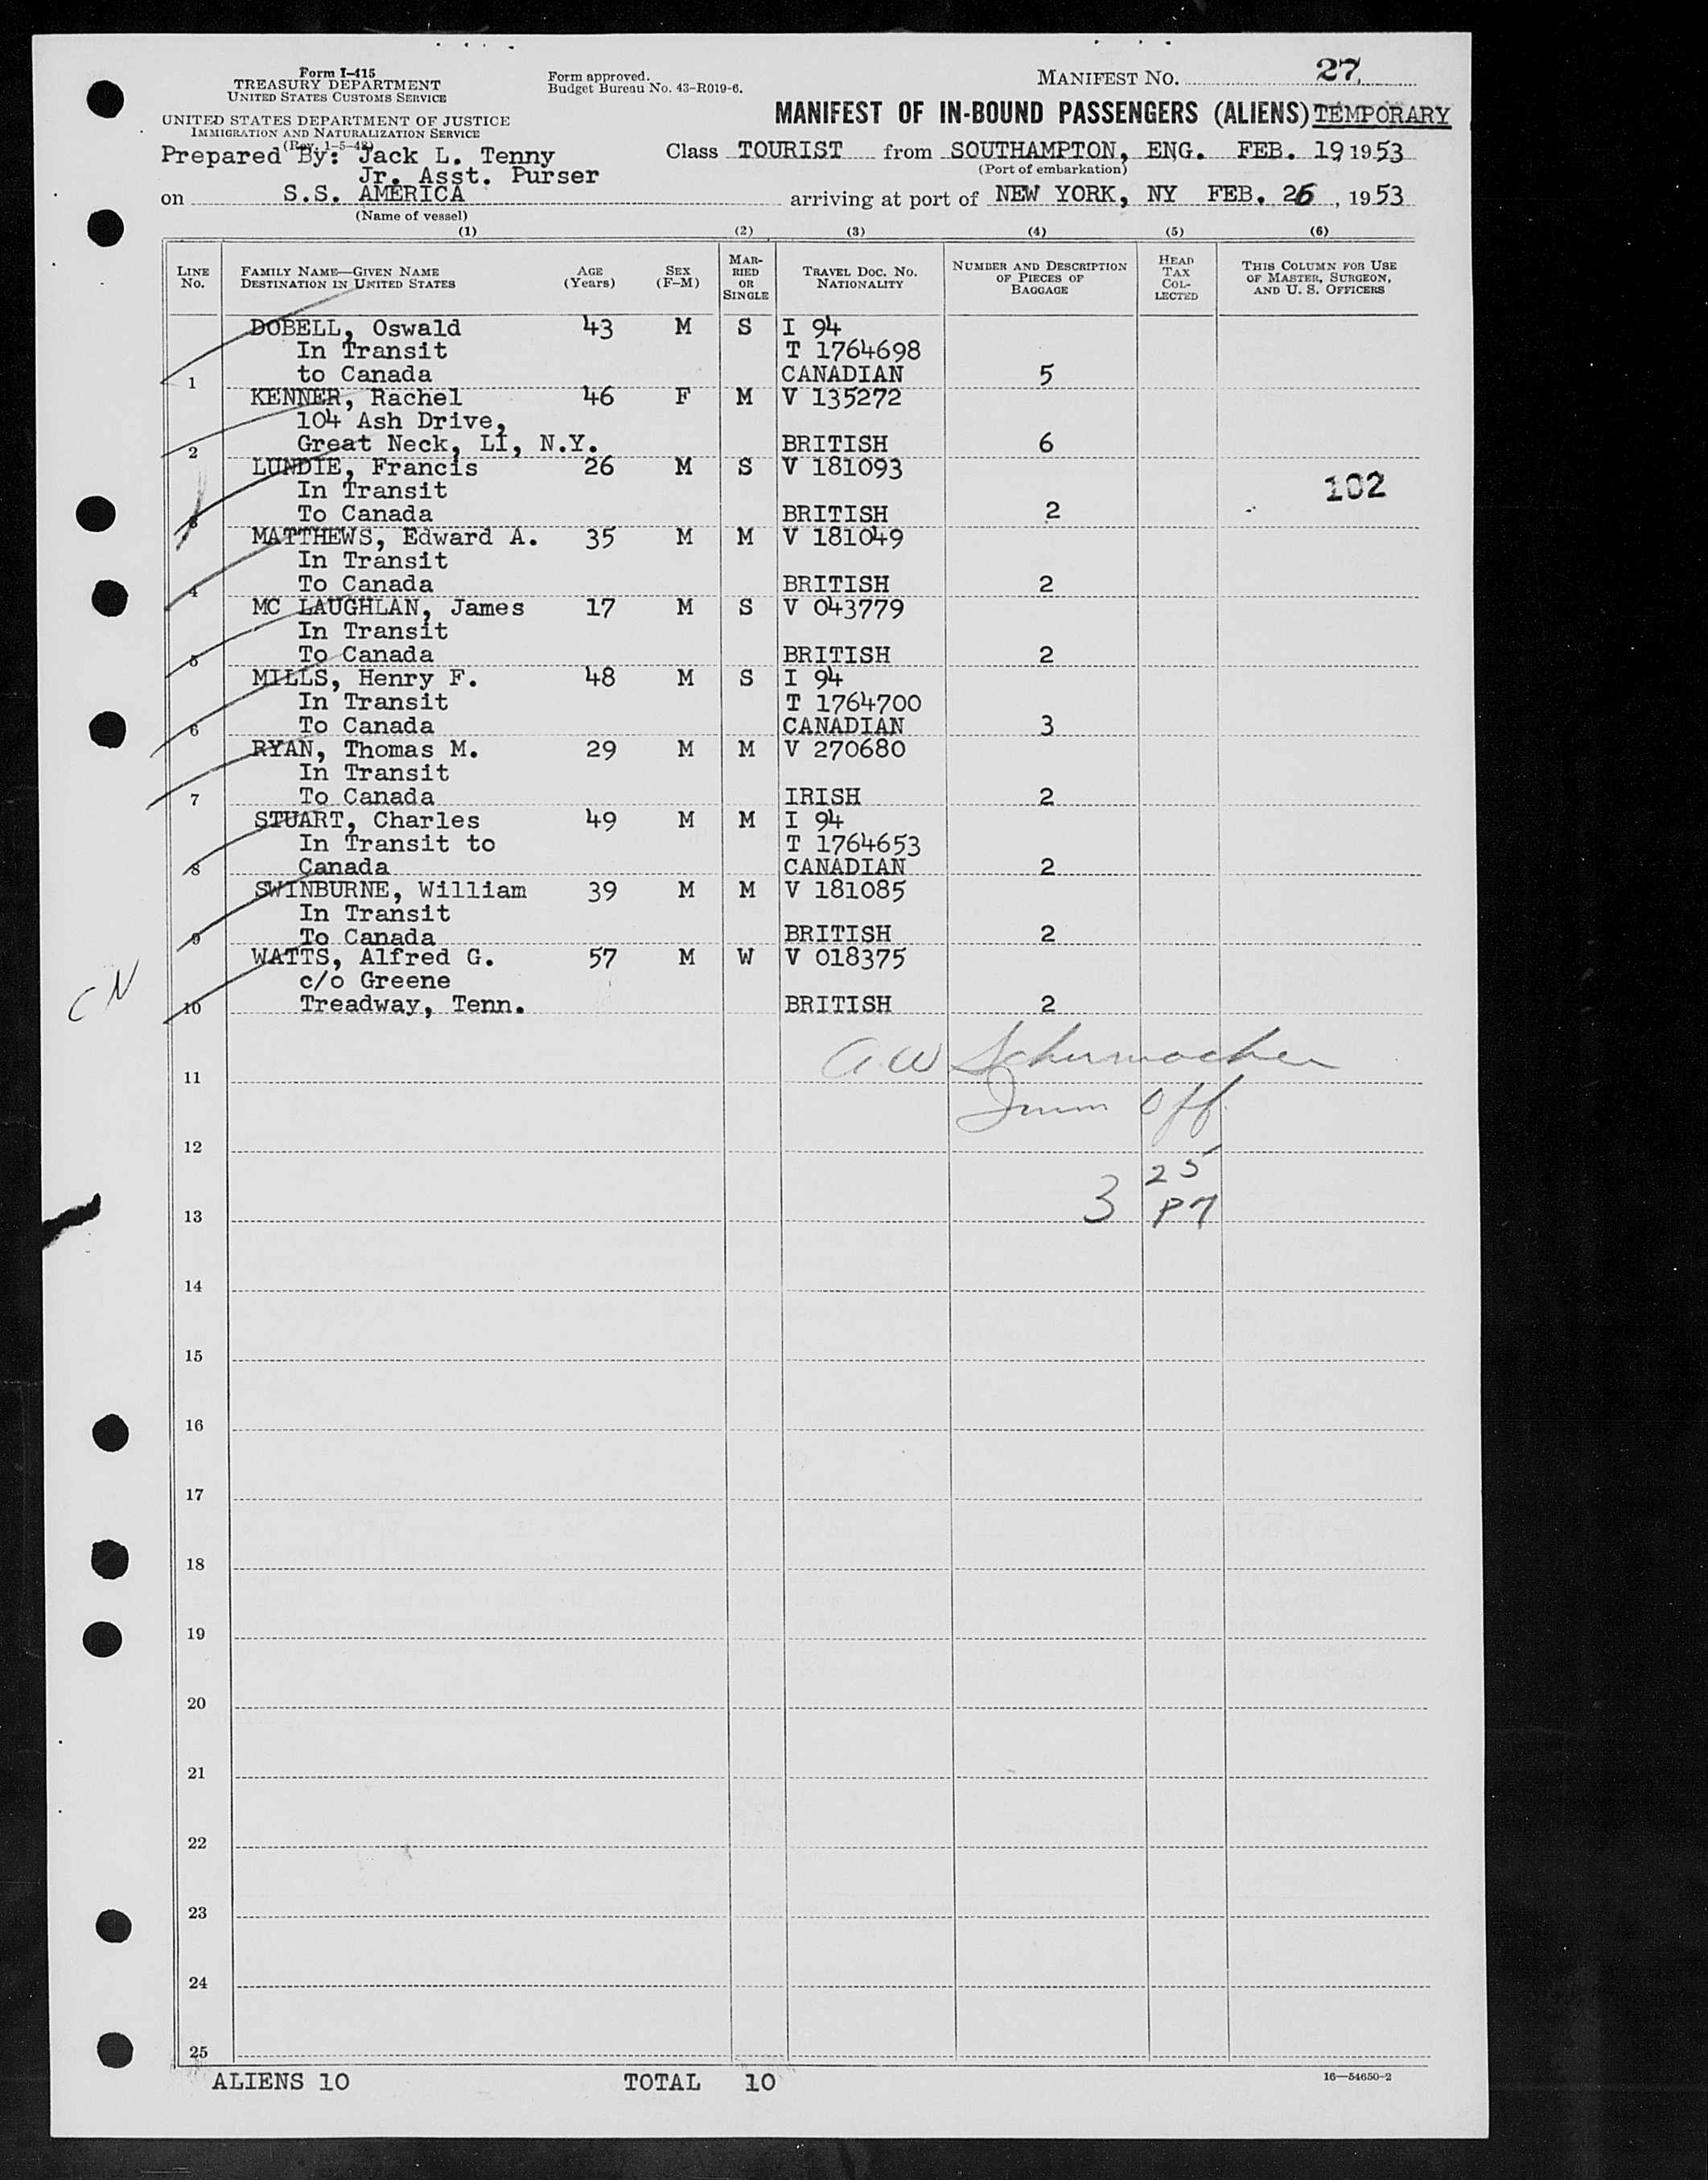 Form I-415
TREASURY DEPARTMENT
UNITED STATES CUSTOMS SERVICE
UNITED STATES DEPARTMENT OF JUSTICE
IMMIGRATION AND NATURALIZATION SERVICE
(Rev. 1-5-48)
Form approved.
Budget Bureau No. 43-R019-6.
MANIFEST NO. 27
MANIFEST OF IN-BOUND PASSENGERS (ALIENS) TEMPORARY
Prepared By: Jack L. Tenny
Jr. Asst. Purser
Class TOURIST from SOUTHAMPTON, ENG. FEB. 19 1953
(Port of embarkation)
on S.S. AMERICA
(Name of vessel)
arriving at port of NEW YORK, NY FEB. 26, 1953
(1) (2) (3) (4) (5) (6)
LINE No. FAMILY NAME—GIVEN NAME DESTINATION IN UNITED STATES AGE (Years) SEX (F-M) MARRIED OR SINGLE TRAVEL DOC. NO. NATIONALITY NUMBER AND DESCRIPTION OF PIECES OF BAGGAGE HEAD TAX COLLECTED THIS COLUMN FOR USE OF MASTER, SURGEON, AND U. S. OFFICERS
DOBELL, Oswald 43 M S I 94
In Transit T 1764698
1 to Canada CANADIAN 5
KENNER, Rachel 46 F M V 135272
104 Ash Drive,
2 Great Neck, LI, N.Y. BRITISH 6
LUNDIE, Francis 26 M S V 181093
In Transit 102
3 To Canada BRITISH 2
MATTHEWS, Edward A. 35 M M V 181049
In Transit
4 To Canada BRITISH 2
MC LAUGHLAN, James 17 M S V 043779
In Transit
5 To Canada BRITISH 2
MILLS, Henry F. 48 M S I 94
In Transit T 1764700
6 To Canada CANADIAN 3
RYAN, Thomas M. 29 M M V 270680
In Transit
7 To Canada IRISH 2
STUART, Charles 49 M M I 94
In Transit to T 1764653
8 Canada CANADIAN 2
SWINBURNE, William 39 M M V 181085
In Transit
9 To Canada BRITISH 2
WATTS, Alfred G. 57 M W V 018375
c/o Greene
CN
10 Treadway, Tenn. BRITISH 2
A W Schumacher
11
Imm Off
12
3 25
13
14
15
16
17
18
19
20
21
22
23
24
25
ALIENS 10 TOTAL 10
16—54650-2